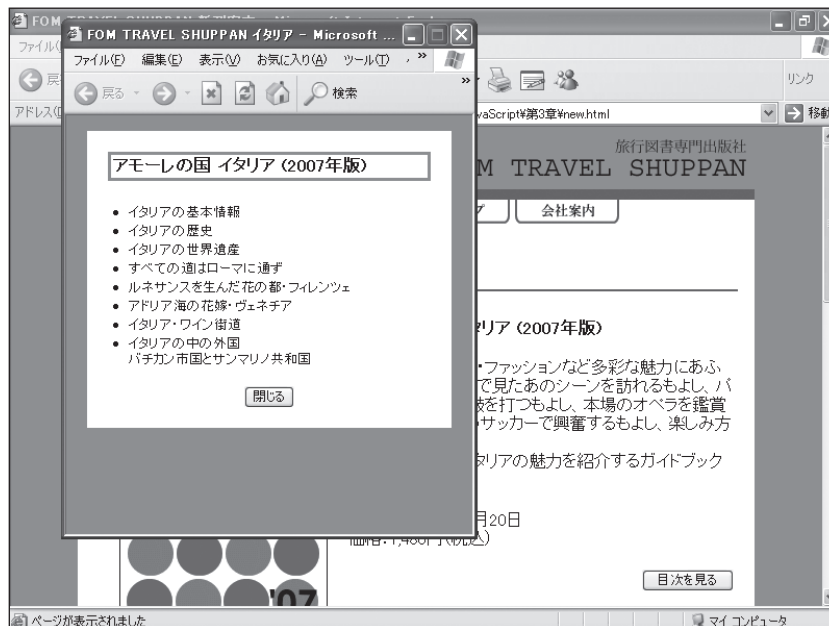 FOM TRAVEL SHUPPAN イタリア - Microsoft ...
ファイル(F) 編集(E) 表示(V) お気に入り(A) ツール(T) »
戻る 検索 »
アモーレの国 イタリア (2007年版)
• イタリアの基本情報
• イタリアの歴史
• イタリアの世界遺産
• すべての道はローマに通ず
• ルネサンスを生んだ花の都・フィレンツェ
• アドリア海の花嫁・ヴェネチア
• イタリア・ワイン街道
• イタリアの中の外国
バチカン市国とサンマリノ共和国
閉じる
FOM
ファイル(
戻
リンク
アドレス(D
vaScript¥第3章¥new.html
移動
旅行図書専門出版社
M TRAVEL SHUPPAN
会社案内
リア (2007年版)
・ファッションなど多彩な魅力にあふ
で見たあのシーンを訪れるもよし、バ
を打つもよし、本場のオペラを鑑賞
サッカーで興奮するもよし、楽しみ方
タリアの魅力を紹介するガイドブック
月20日
'07
目次を見る
ページが表示されました
マイ コンピュータ